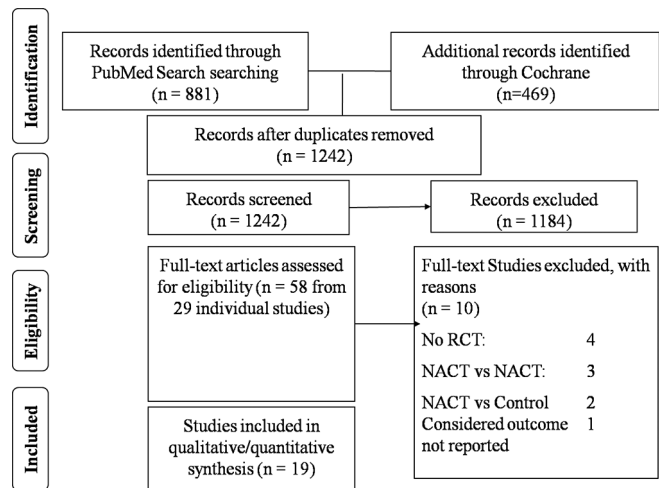 Identification
Records identified through
PubMed Search searching
(n = 881)
Additional records identified
through Cochrane
(n=469)
Records after duplicates removed
(n = 1242)
Screening
Records screened
(n = 1242)
Records excluded
(n = 1184)
Eligibility
Full-text articles assessed
for eligibility (n = 58 from
29 individual studies)
Full-text Studies excluded, with
reasons
(n = 10)
No RCT: 4
NACT vs NACT: 3
NACT vs Control 2
Considered outcome 1
not reported
Included
Studies included in
qualitative/quantitative
synthesis (n = 19)